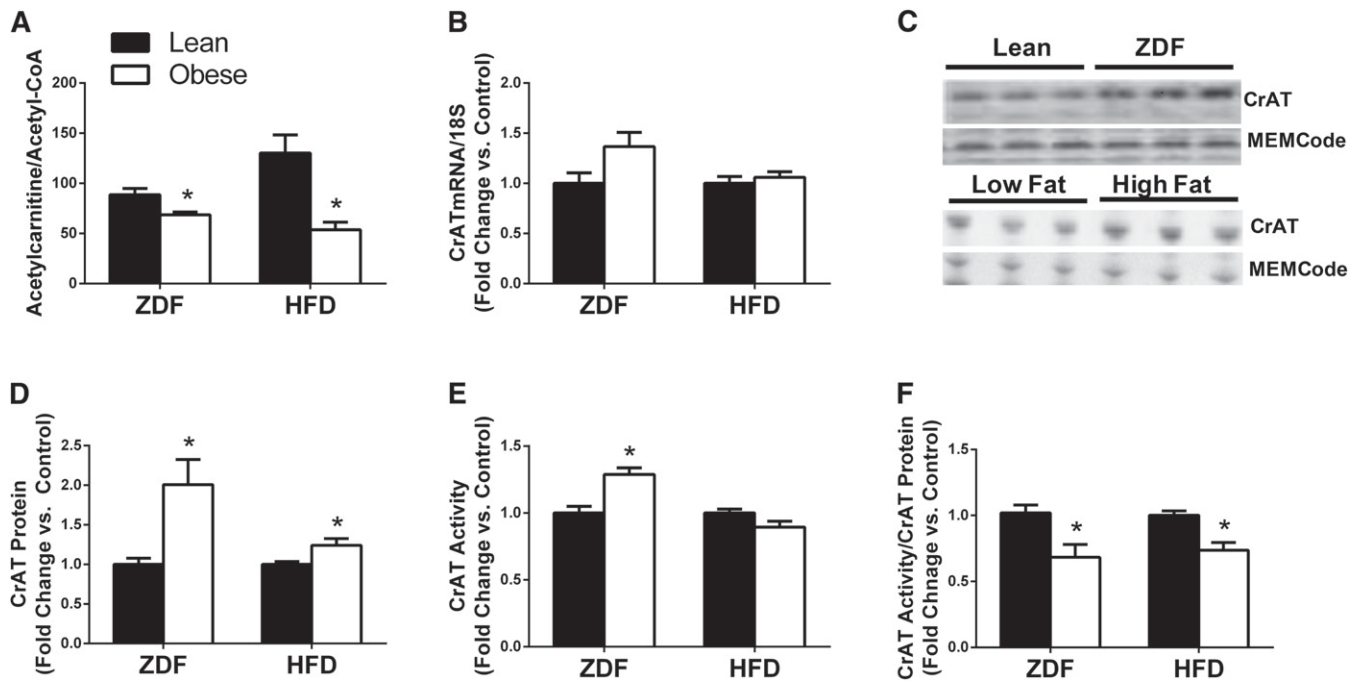 A
Lean
Obese
Acetylcarnitine/Acetyl-CoA
200
150
100
50
0
*
*
ZDF
HFD
B
CrATmRNA/18S
(Fold Change vs. Control)
2.0
1.5
1.0
0.5
0.0
ZDF
HFD
C
Lean
ZDF
CrAT
MEMCode
Low Fat
High Fat
CrAT
MEMCode
D
CrAT Protein
(Fold Change vs. Control)
2.5
2.0
1.5
1.0
0.5
0.0
*
*
ZDF
HFD
E
CrAT Activity
(Fold Change vs. Control)
1.5
1.0
0.5
0.0
*
ZDF
HFD
F
CrAT Activity/CrAT Protein
(Fold Chnage vs. Control)
1.5
1.0
0.5
0.0
*
*
ZDF
HFD